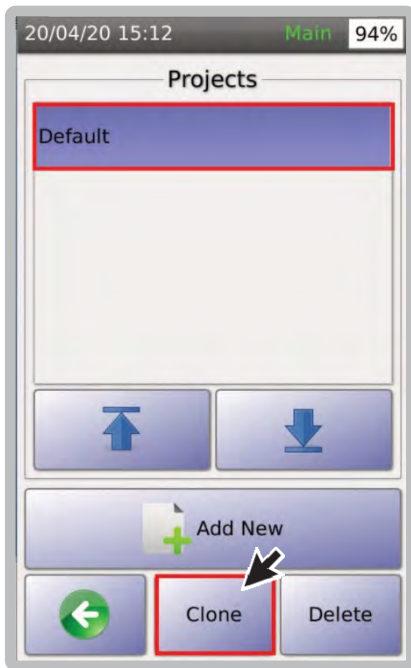 20/04/20 15:12 Main 94%
Projects
Default
Add New
Clone Delete